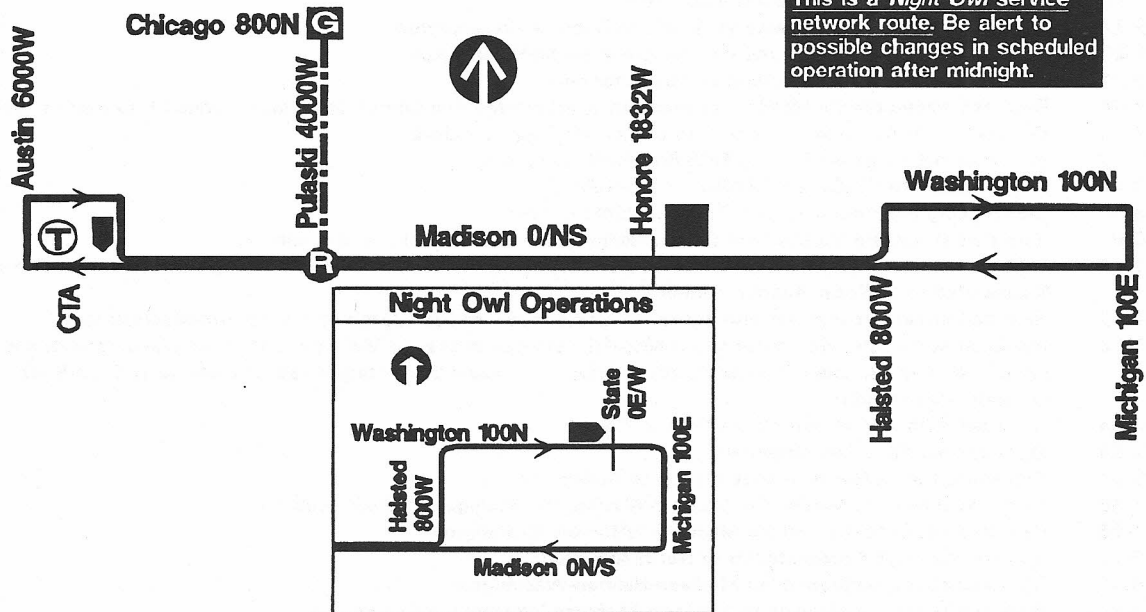 This is a Night Owl service
network route. Be alert to
possible changes in scheduled
operation after midnight.
Chicago 800N G
Austin 6000W
Pulaski 4000W
Honore 1832W
Washington 100N
T
Madison 0/NS
R
CTA
Halsted 800W
Michigan 100E
Night Owl Operations
State
0E/W
Washington 100N
Halsted
800W
Michigan 100E
Madison 0N/S